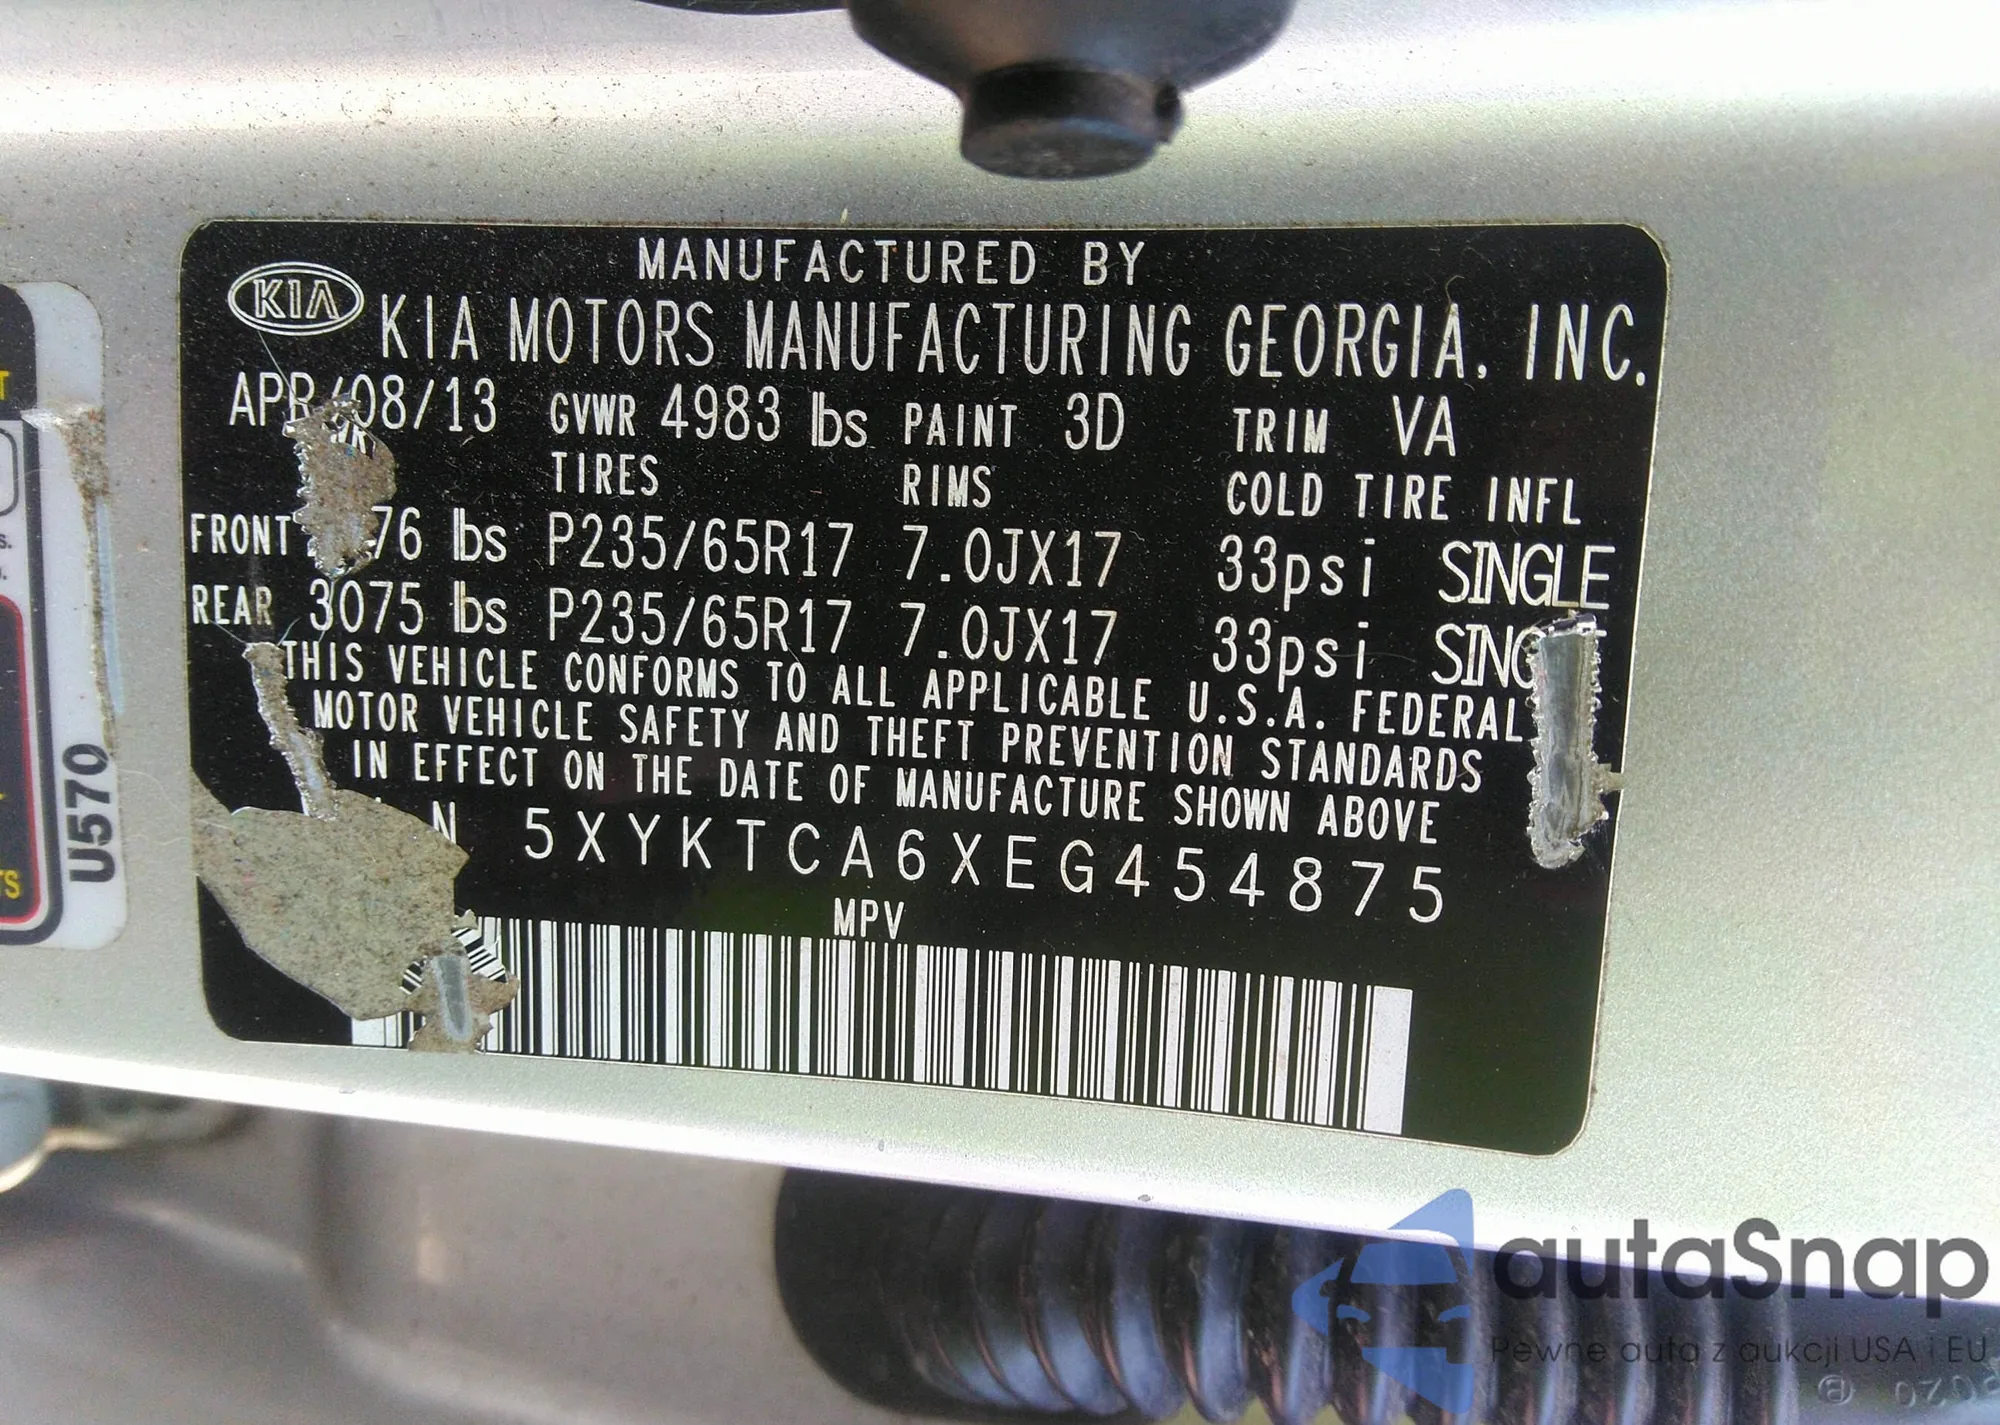 MANUFACTURED BY
KIA KIA MOTORS MANUFACTURING GEORGIA, INC.
APR/08/13 GVWR 4983 lbs PAINT 3D TRIM VA
TIRES RIMS COLD TIRE INFL
FRONT 76 lbs P235/65R17 7.0JX17 33psi SINGLE
REAR 3075 lbs P235/65R17 7.0JX17 33psi
THIS VEHICLE CONFORMS TO ALL APPLICABLE U.S.A. FEDERAL
MOTOR VEHICLE SAFETY AND THEFT PREVENTION STANDARDS
IN EFFECT ON THE DATE OF MANUFACTURE SHOWN ABOVE
5XYKTCA6XEG454875
MPV
U570
autaSnap
Pewne auta z aukcji USA i EU